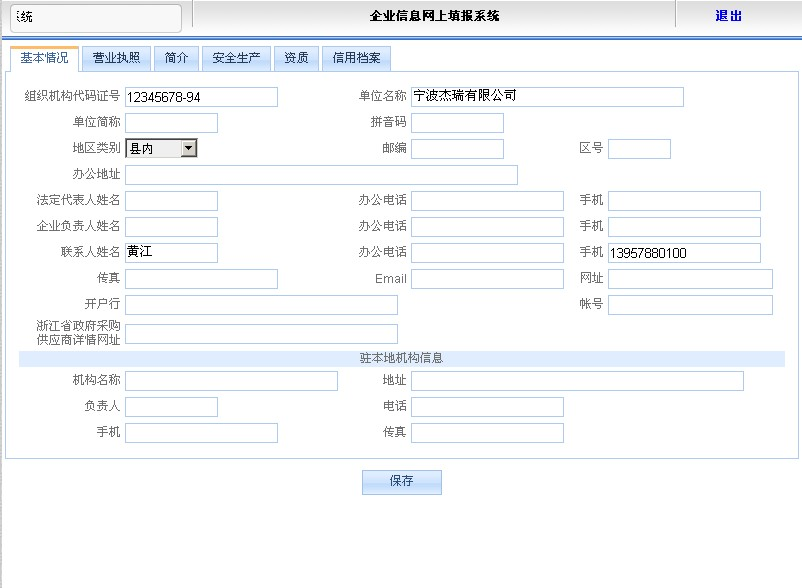 系统 企业信息网上填报系统 退出
基本情况 营业执照 简介 安全生产 资质 信用档案
组织机构代码证号 12345678-94 单位名称 宁波杰瑞有限公司
单位简称 拼音码
地区类别 县内 邮编 区号
办公地址
法定代表人姓名 办公电话 手机
企业负责人姓名 办公电话 手机
联系人姓名 黄江 办公电话 手机 13957880100
传真 Email 网址
开户行 帐号
浙江省政府采购
供应商详情网址
驻本地机构信息
机构名称 地址
负责人 电话
手机 传真
保存